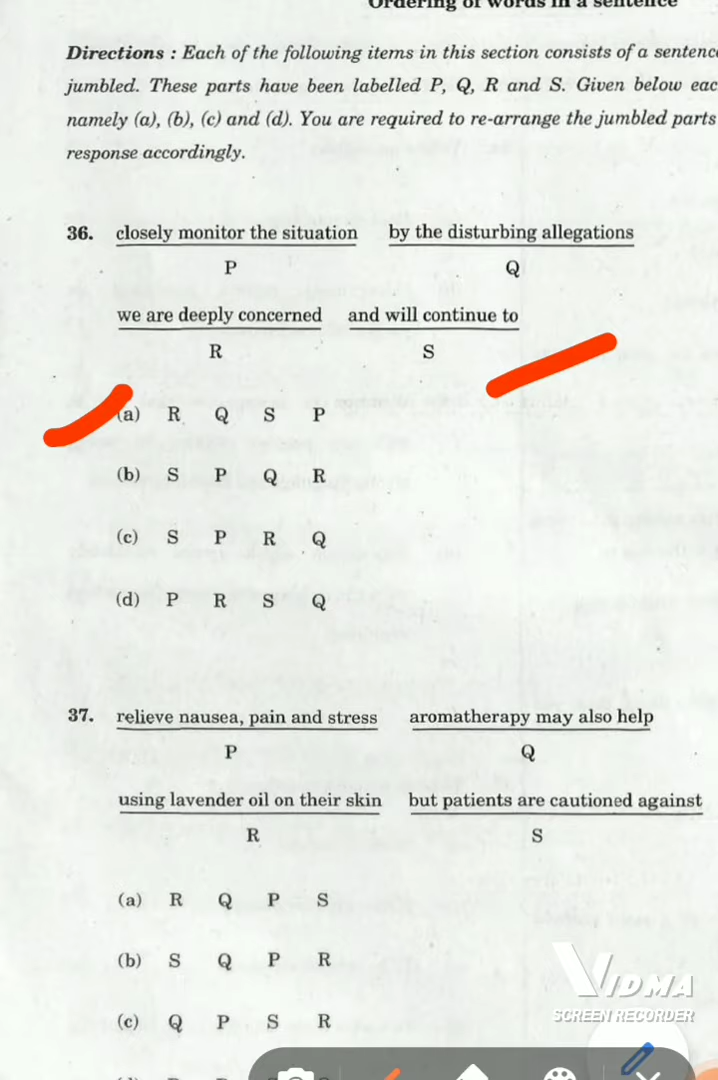 Ordering of words in a sentence
Directions : Each of the following items in this section consists of a sentenc
jumbled. These parts have been labelled P, Q, R and S. Given below eac
namely (a), (b), (c) and (d). You are required to re-arrange the jumbled parts
response accordingly.
36. closely monitor the situation by the disturbing allegations
P Q
we are deeply concerned and will continue to
R S
(a) R Q S P
(b) S P Q R
(c) S P R Q
(d) P R S Q
37. relieve nausea, pain and stress aromatherapy may also help
P Q
using lavender oil on their skin but patients are cautioned against
R S
(a) R Q P S
(b) S Q P R
(c) Q P S R
VIDMA
SCREEN RECORDER